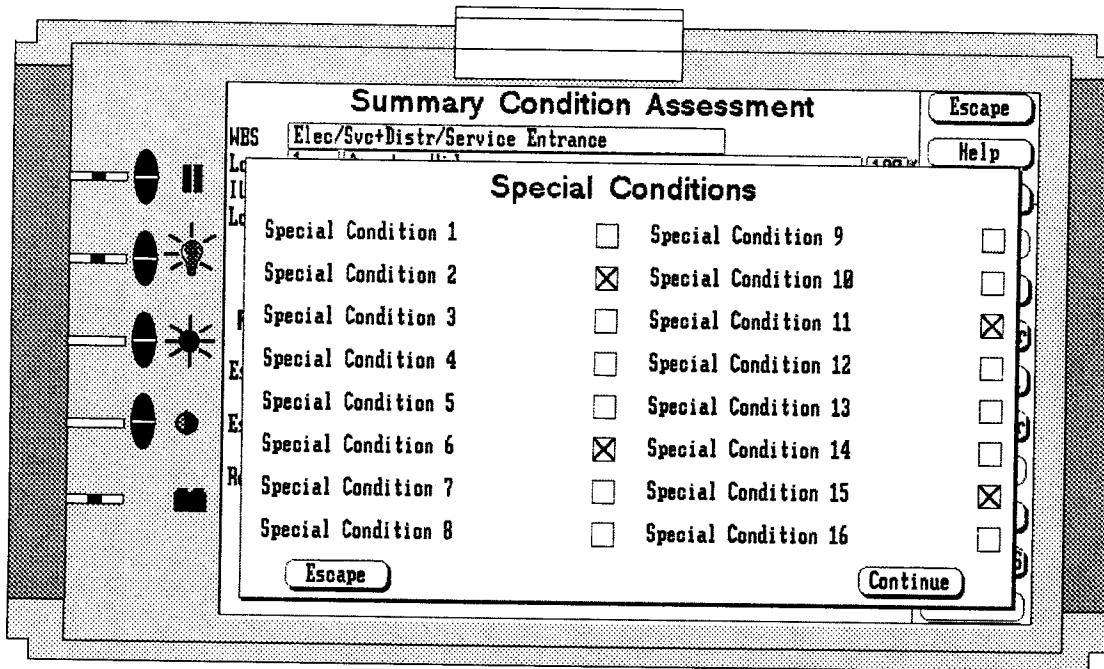 Summary Condition Assessment
Escape
WBS Elec/Svc+Distr/Service Entrance
Help
Special Conditions
Special Condition 1
Special Condition 2
Special Condition 3
Special Condition 4
Special Condition 5
Special Condition 6
Special Condition 7
Special Condition 8
Special Condition 9
Special Condition 10
Special Condition 11
Special Condition 12
Special Condition 13
Special Condition 14
Special Condition 15
Special Condition 16
Escape
Continue